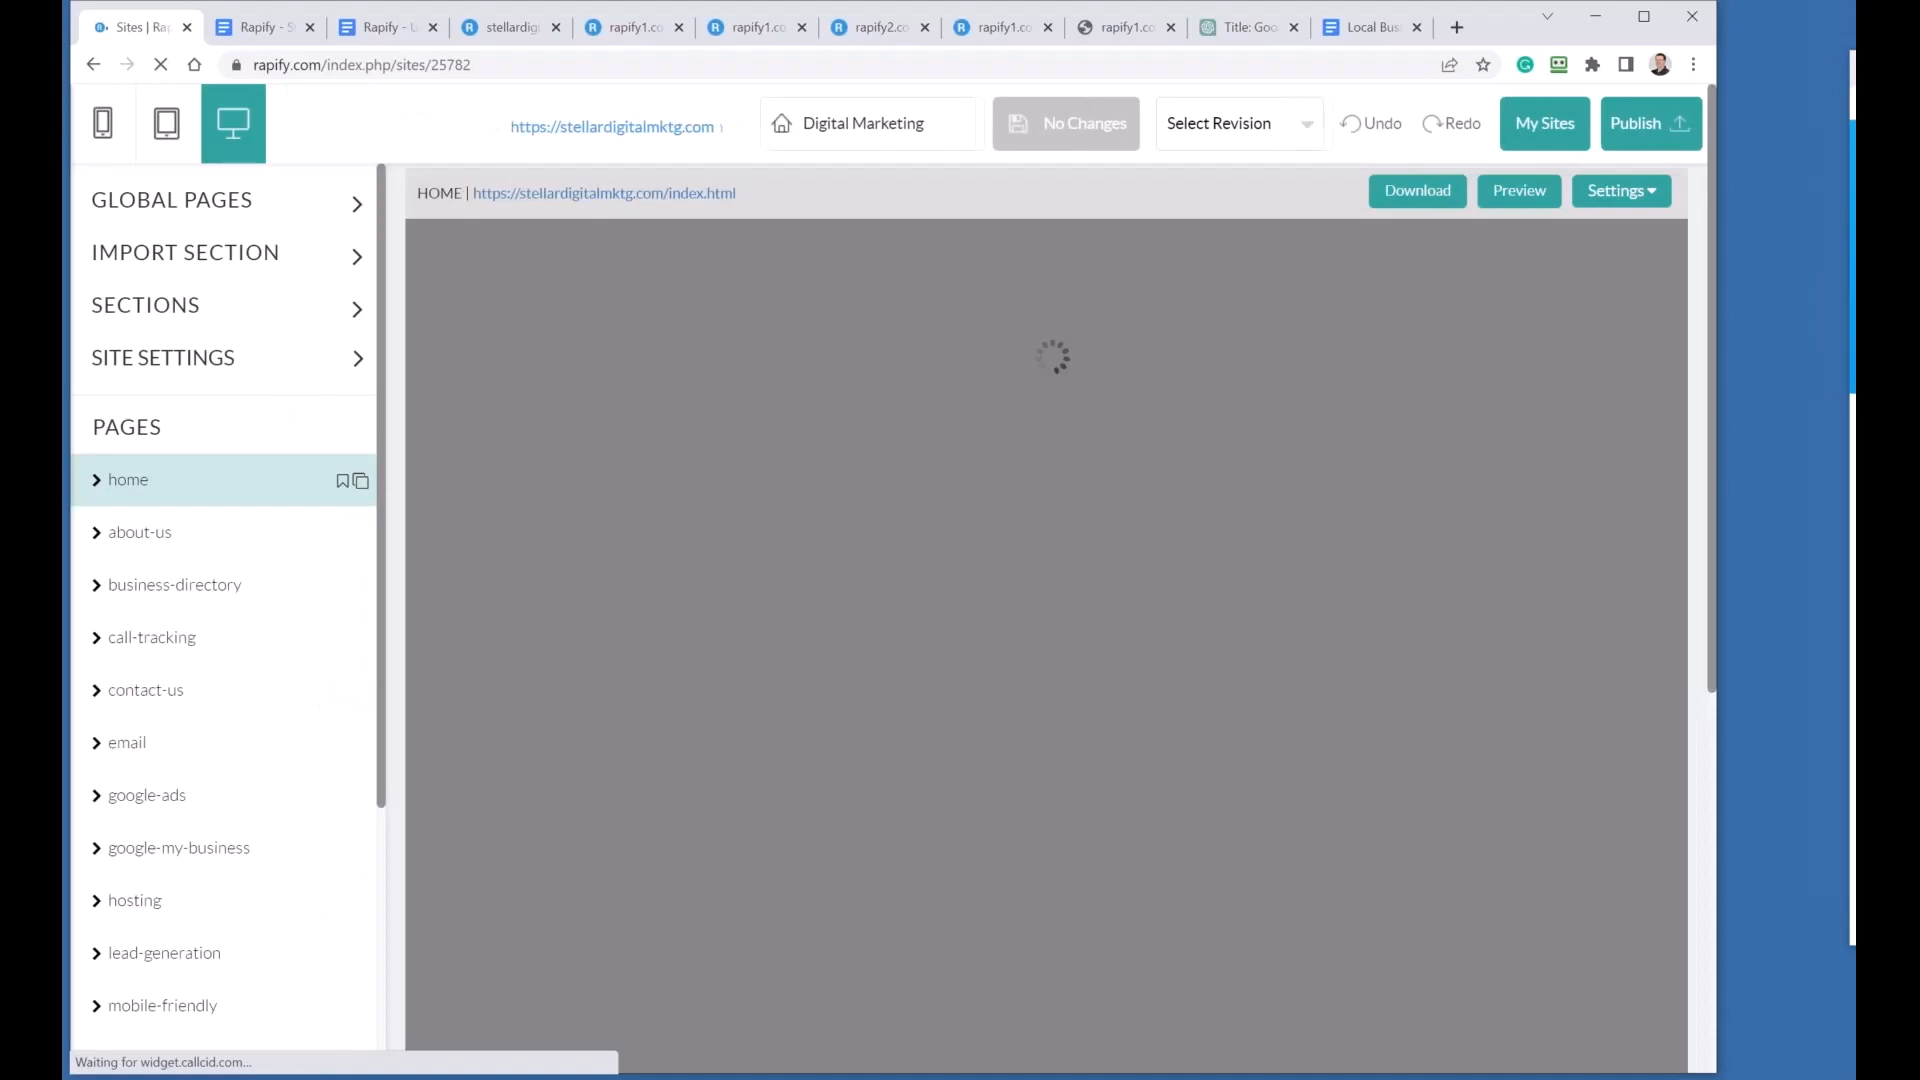 Sites | Rap
Rapify - S
Rapify - U
stellardigi
rapify1.co
rapify1.co
rapify2.co
rapify1.co
rapify1.co
Title: Goo
Local Busi
rapify.com/index.php/sites/25782
https://stellardigitalmktg.com
Digital Marketing
No Changes
Select Revision
Undo
Redo
My Sites
Publish
GLOBAL PAGES
IMPORT SECTION
SECTIONS
SITE SETTINGS
PAGES
home
about-us
business-directory
call-tracking
contact-us
email
google-ads
google-my-business
hosting
lead-generation
mobile-friendly
HOME | https://stellardigitalmktg.com/index.html
Download
Preview
Settings
Waiting for widget.callcid.com...